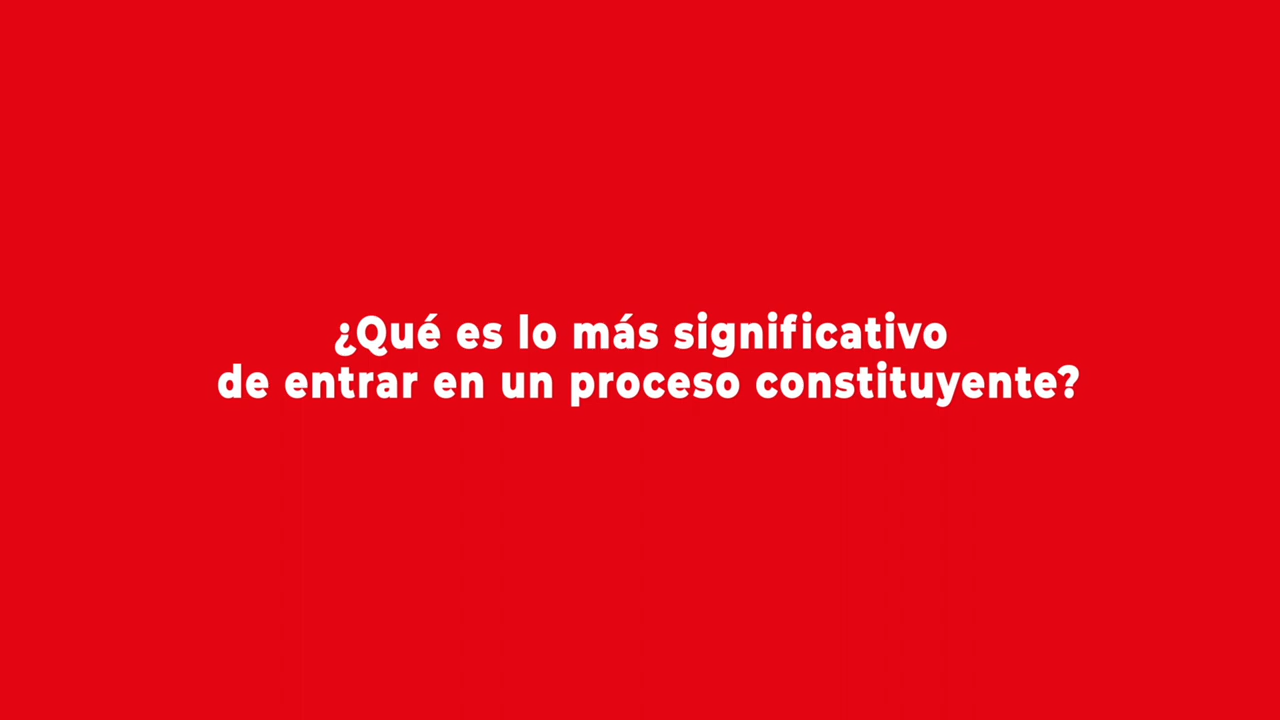 ¿Qué es lo más significativo
de entrar en un proceso constituyente?